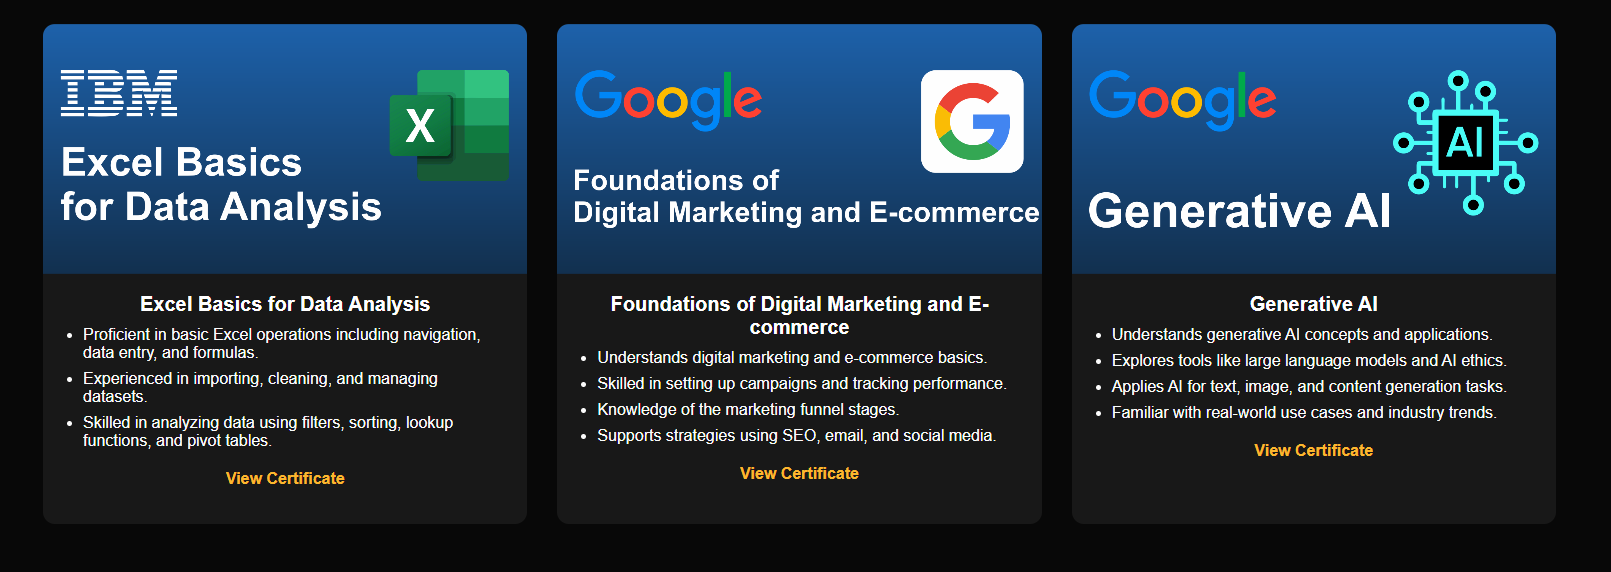 IBM
X
Excel Basics
for Data Analysis
Excel Basics for Data Analysis
• Proficient in basic Excel operations including navigation,
data entry, and formulas.
• Experienced in importing, cleaning, and managing
datasets.
• Skilled in analyzing data using filters, sorting, lookup
functions, and pivot tables.
View Certificate
Google
G
Foundations of
Digital Marketing and E-commerce
Foundations of Digital Marketing and E-
commerce
• Understands digital marketing and e-commerce basics.
• Skilled in setting up campaigns and tracking performance.
• Knowledge of the marketing funnel stages.
• Supports strategies using SEO, email, and social media.
View Certificate
Google
AI
Generative AI
Generative AI
• Understands generative AI concepts and applications.
• Explores tools like large language models and AI ethics.
• Applies AI for text, image, and content generation tasks.
• Familiar with real-world use cases and industry trends.
View Certificate